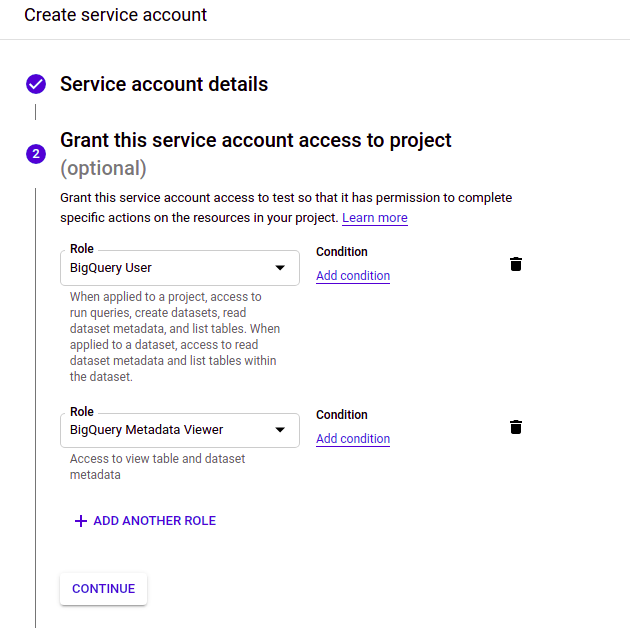 Create service account
Service account details
2
Grant this service account access to project
(optional)
Grant this service account access to test so that it has permission to complete
specific actions on the resources in your project. Learn more
Role
BigQuery User
Condition
Add condition
When applied to a project, access to
run queries, create datasets, read
dataset metadata, and list tables. When
applied to a dataset, access to read
dataset metadata and list tables within
the dataset.
Role
BigQuery Metadata Viewer
Condition
Add condition
Access to view table and dataset
metadata
ADD ANOTHER ROLE
CONTINUE